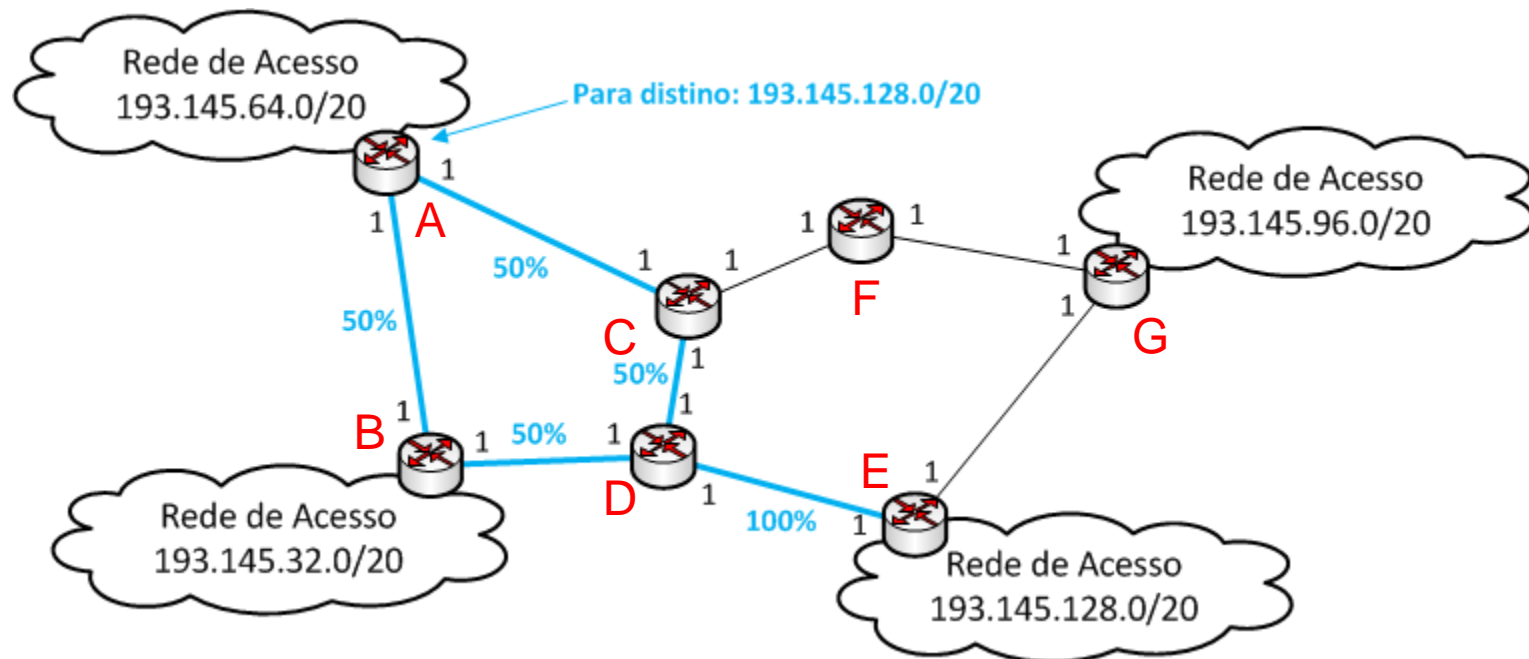 Rede de Acesso
193.145.64.0/20
Para distino: 193.145.128.0/20
1
A
1
Rede de Acesso
193.145.96.0/20
1
1
F
1
1
1
G
50%
1
C
1
50%
50%
1
B
1
50%
1
1
D
1
100%
E
1
1
Rede de Acesso
193.145.32.0/20
Rede de Acesso
193.145.128.0/20